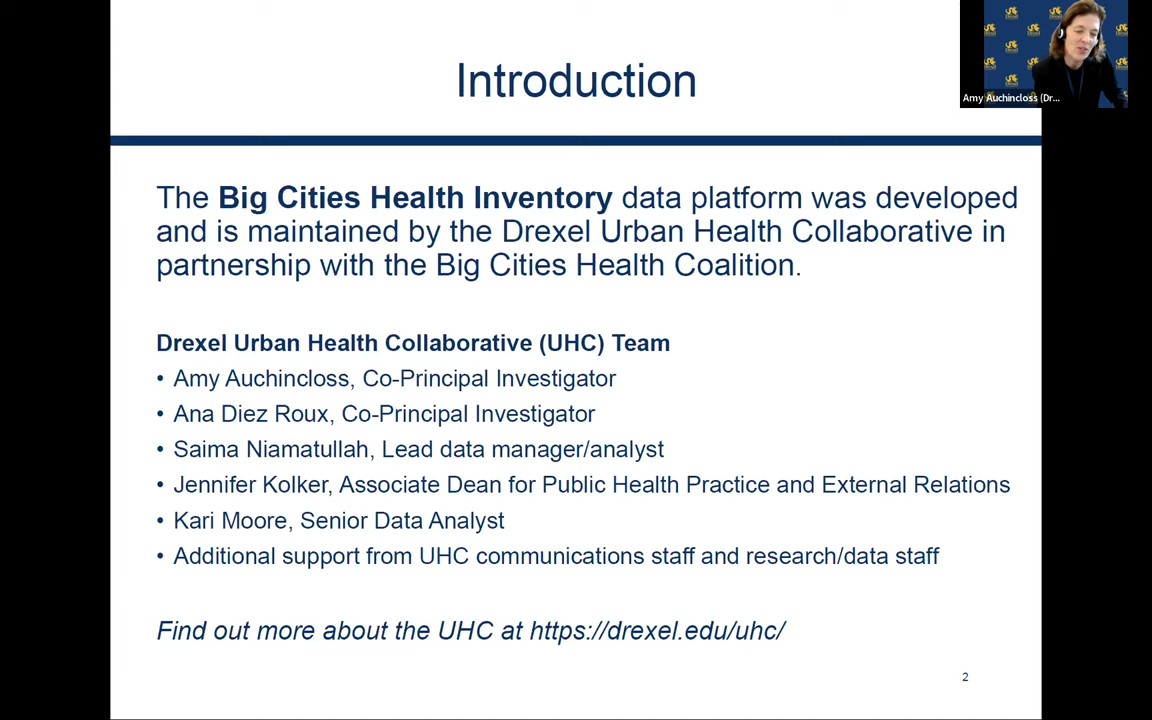 Introduction
Amy Auchincloss (Dr...
The Big Cities Health Inventory data platform was developed
and is maintained by the Drexel Urban Health Collaborative in
partnership with the Big Cities Health Coalition.
Drexel Urban Health Collaborative (UHC) Team
• Amy Auchincloss, Co-Principal Investigator
• Ana Diez Roux, Co-Principal Investigator
• Saima Niamatullah, Lead data manager/analyst
• Jennifer Kolker, Associate Dean for Public Health Practice and External Relations
• Kari Moore, Senior Data Analyst
• Additional support from UHC communications staff and research/data staff
Find out more about the UHC at https://drexel.edu/uhc/
2